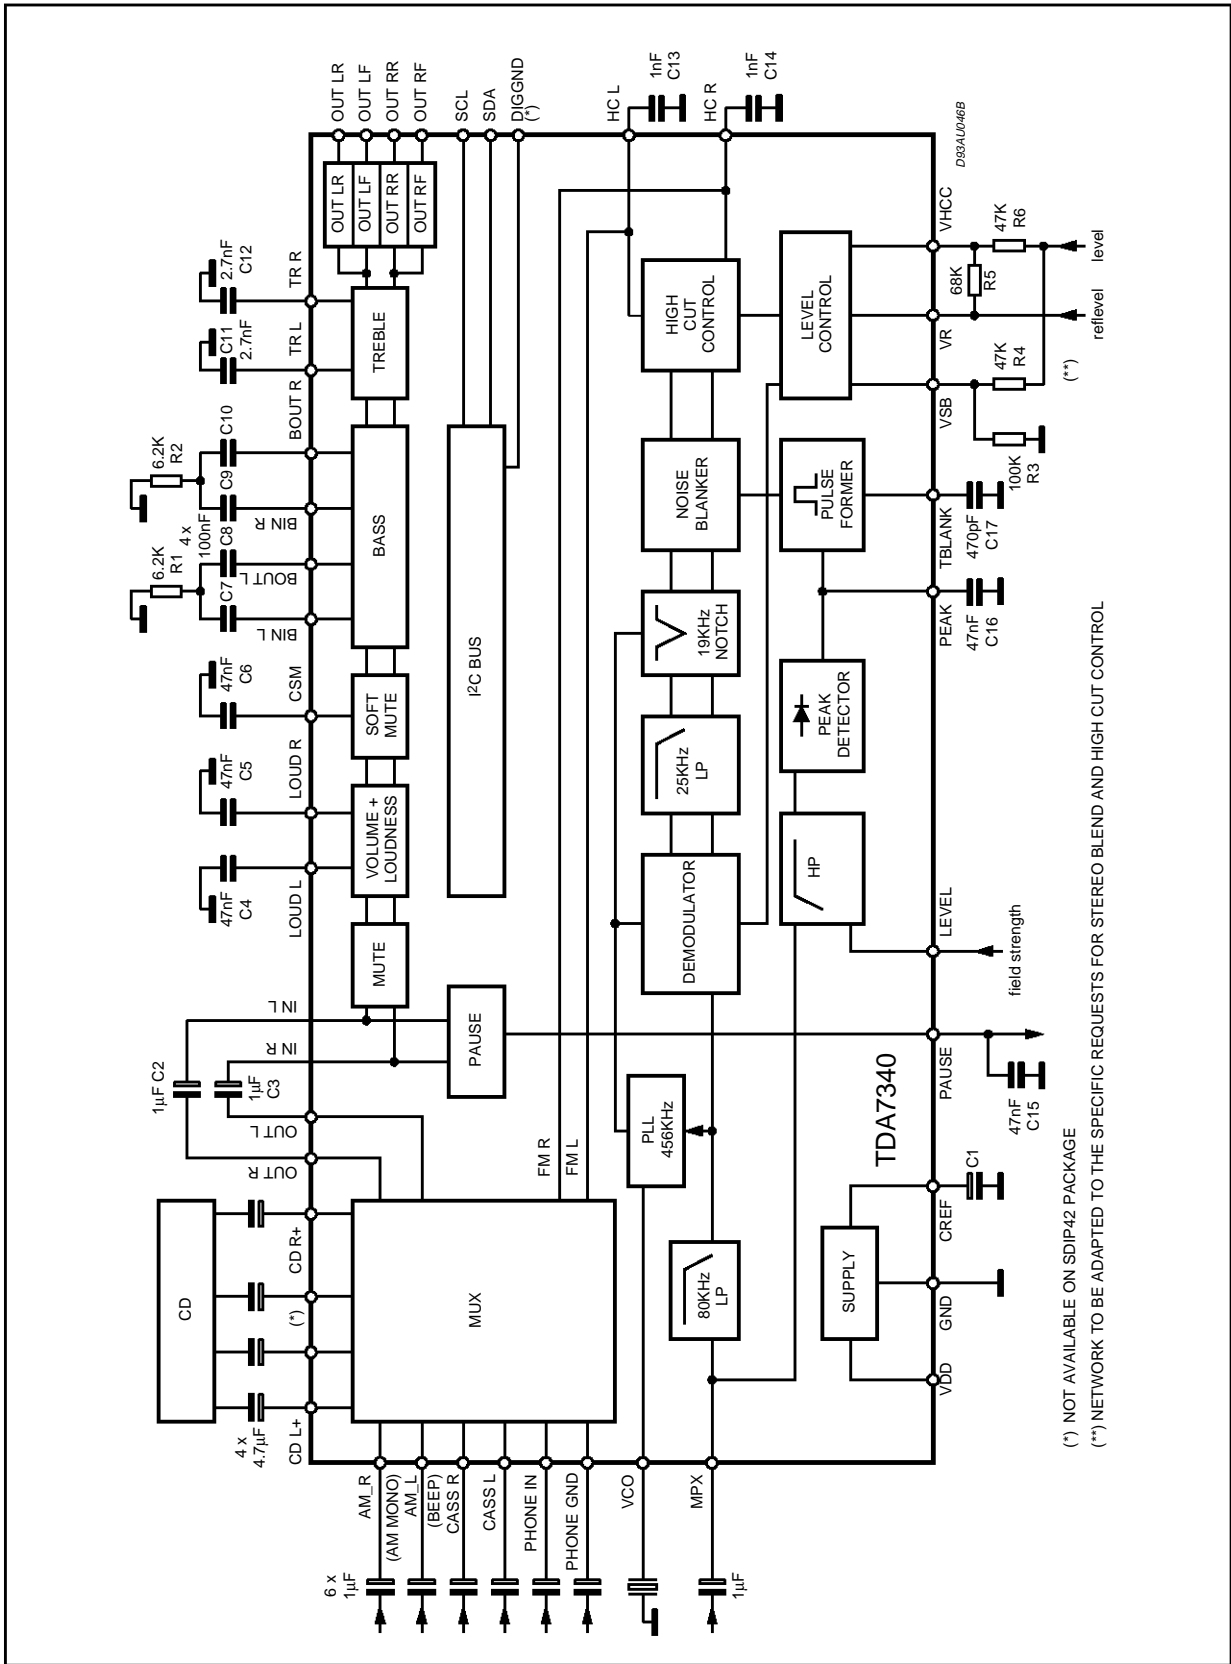 CD
4 x
4.7µF
CD L+
(*)
CD R+
OUT R
OUT L
1µF C2
1µF
C3
IN R
IN L
LOUD L
47nF
C4
LOUD R
47nF
C5
CSM
47nF
C6
BIN L
C7
6.2K
R1
BOUT L
C8
4 x
100nF
BIN R
C9
6.2K
R2
C10
BOUT R
TR L
C11
2.7nF
TR R
2.7nF
C12
OUT LR
OUT LF
OUT RR
OUT RF
OUT LR
OUT LF
OUT RR
OUT RF
SCL
SDA
DIGGND
(*)
MUX
MUTE
VOLUME +
LOUDNESS
SOFT
MUTE
BASS
TREBLE
PAUSE
I²C BUS
AM_R
(AM MONO)
AM_L
(BEEP)
CASS R
CASS L
PHONE IN
PHONE GND
6 x
1µF
FM R
FM L
HC L
1nF
C13
HC R
1nF
C14
VCO
MPX
1µF
80KHz
LP
PLL
456KHz
DEMODULATOR
25KHz
LP
19KHz
NOTCH
NOISE
BLANKER
HIGH
CUT
CONTROL
SUPPLY
TDA7340
HP
PEAK
DETECTOR
PULSE
FORMER
LEVEL
CONTROL
VDD
GND
CREF
C1
PAUSE
47nF
C15
LEVEL
field strength
PEAK
47nF
C16
TBLANK
470pF
C17
100K
R3
VSB
47K
R4
VR
68K
R5
VHCC
47K
R6
(**)
reflevel
level
D93AU046B
(*) NOT AVAILABLE ON SDIP42 PACKAGE
(**) NETWORK TO BE ADAPTED TO THE SPECIFIC REQUESTS FOR STEREO BLEND AND HIGH CUT CONTROL